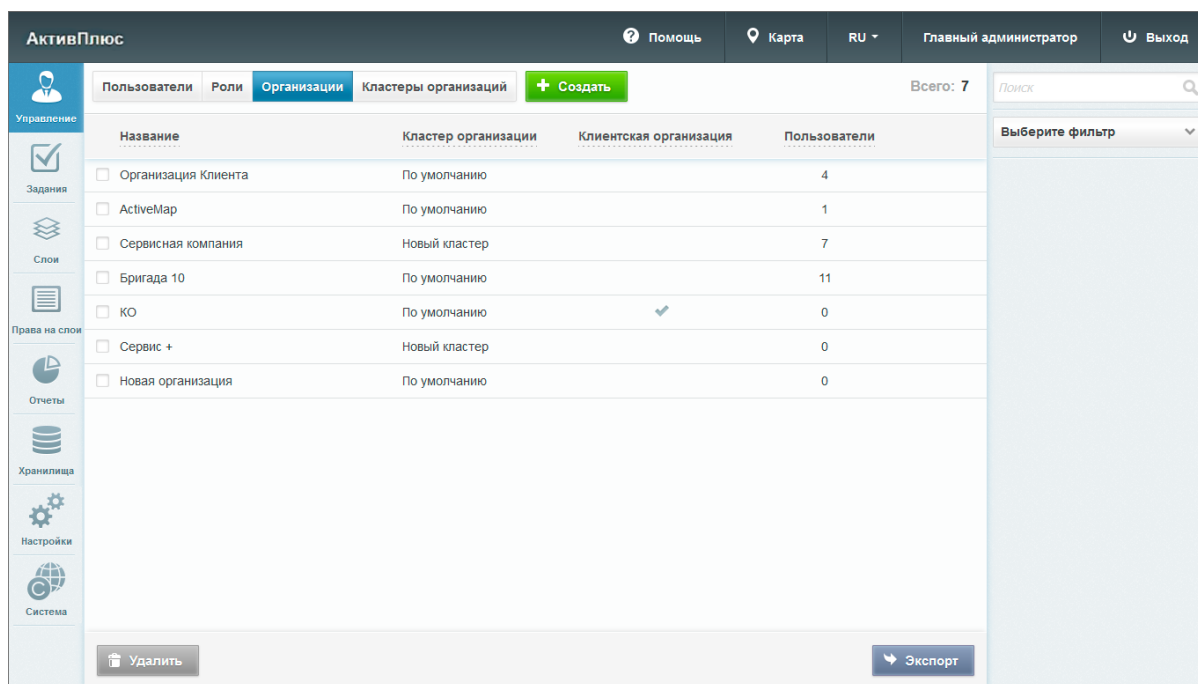 АктивПлюс Помощь Карта RU Главный администратор Выход
Управление
Задания
Слои
Права на слои
Отчеты
Хранилища
Настройки
Система
Пользователи Роли Организации Кластеры организаций Создать Всего: 7
Название Кластер организации Клиентская организация Пользователи
Организация Клиента По умолчанию 4
ActiveMap По умолчанию 1
Сервисная компания Новый кластер 7
Бригада 10 По умолчанию 11
КО По умолчанию 0
Сервис + Новый кластер 0
Новая организация По умолчанию 0
Удалить Экспорт
Поиск
Выберите фильтр